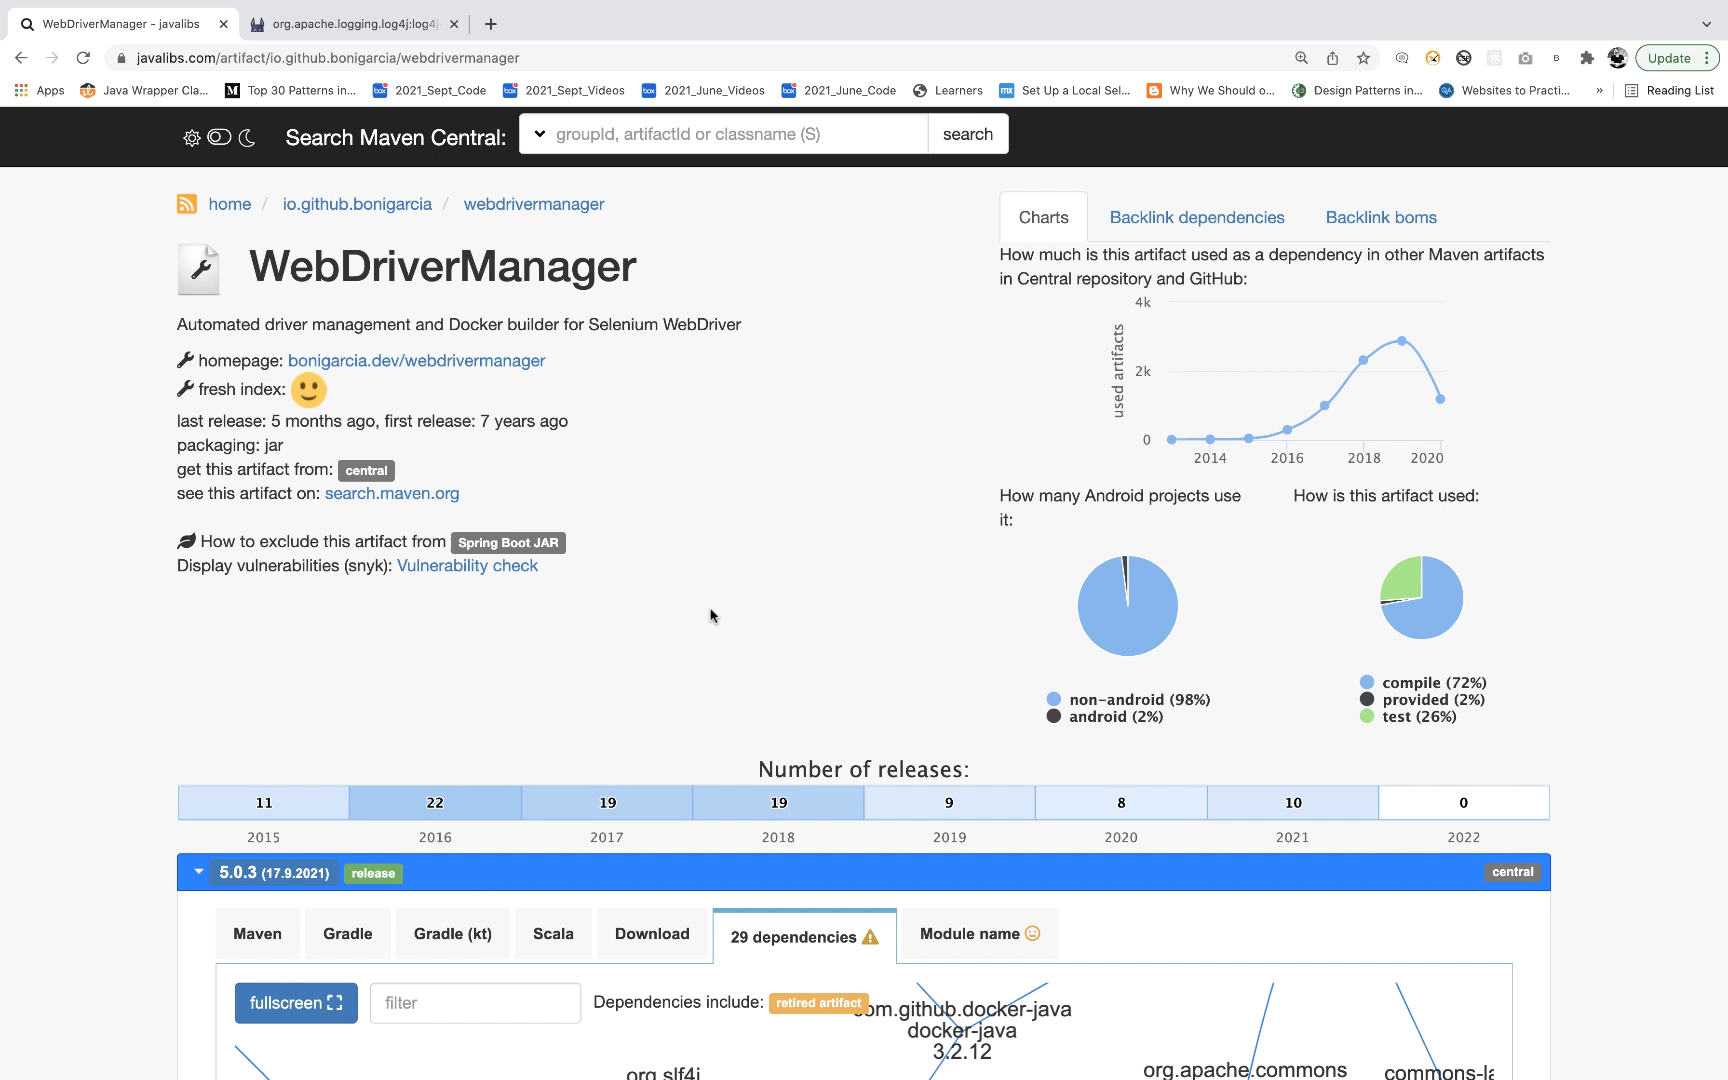 WebDriverManager - javalibs
org.apache.logging.log4j:log4j
javalibs.com/artifact/io.github.bonigarcia/webdrivermanager
Update
Apps
Java Wrapper Cla...
Top 30 Patterns in...
2021_Sept_Code
2021_Sept_Videos
2021_June_Videos
2021_June_Code
Learners
Set Up a Local Sel...
Why We Should o...
Design Patterns in...
Websites to Practi...
»
Reading List
Search Maven Central:
groupId, artifactId or classname (S)
search
home / io.github.bonigarcia / webdrivermanager
WebDriverManager
Automated driver management and Docker builder for Selenium WebDriver
homepage: bonigarcia.dev/webdrivermanager
fresh index:
last release: 5 months ago, first release: 7 years ago
packaging: jar
get this artifact from: central
see this artifact on: search.maven.org
How to exclude this artifact from Spring Boot JAR
Display vulnerabilities (snyk): Vulnerability check
Charts
Backlink dependencies
Backlink boms
How much is this artifact used as a dependency in other Maven artifacts
in Central repository and GitHub:
4k
2k
0
used artifacts
2014 2016 2018 2020
How many Android projects use
it:
non-android (98%)
android (2%)
How is this artifact used:
compile (72%)
provided (2%)
test (26%)
Number of releases:
11 22 19 19 9 8 10 0
2015 2016 2017 2018 2019 2020 2021 2022
5.0.3 (17.9.2021) release
central
Maven
Gradle
Gradle (kt)
Scala
Download
29 dependencies
Module name
fullscreen
filter
Dependencies include: retired artifact
om.github.docker-java
docker-java
3.2.12
org.slf4j
org.apache.commons
commons-la